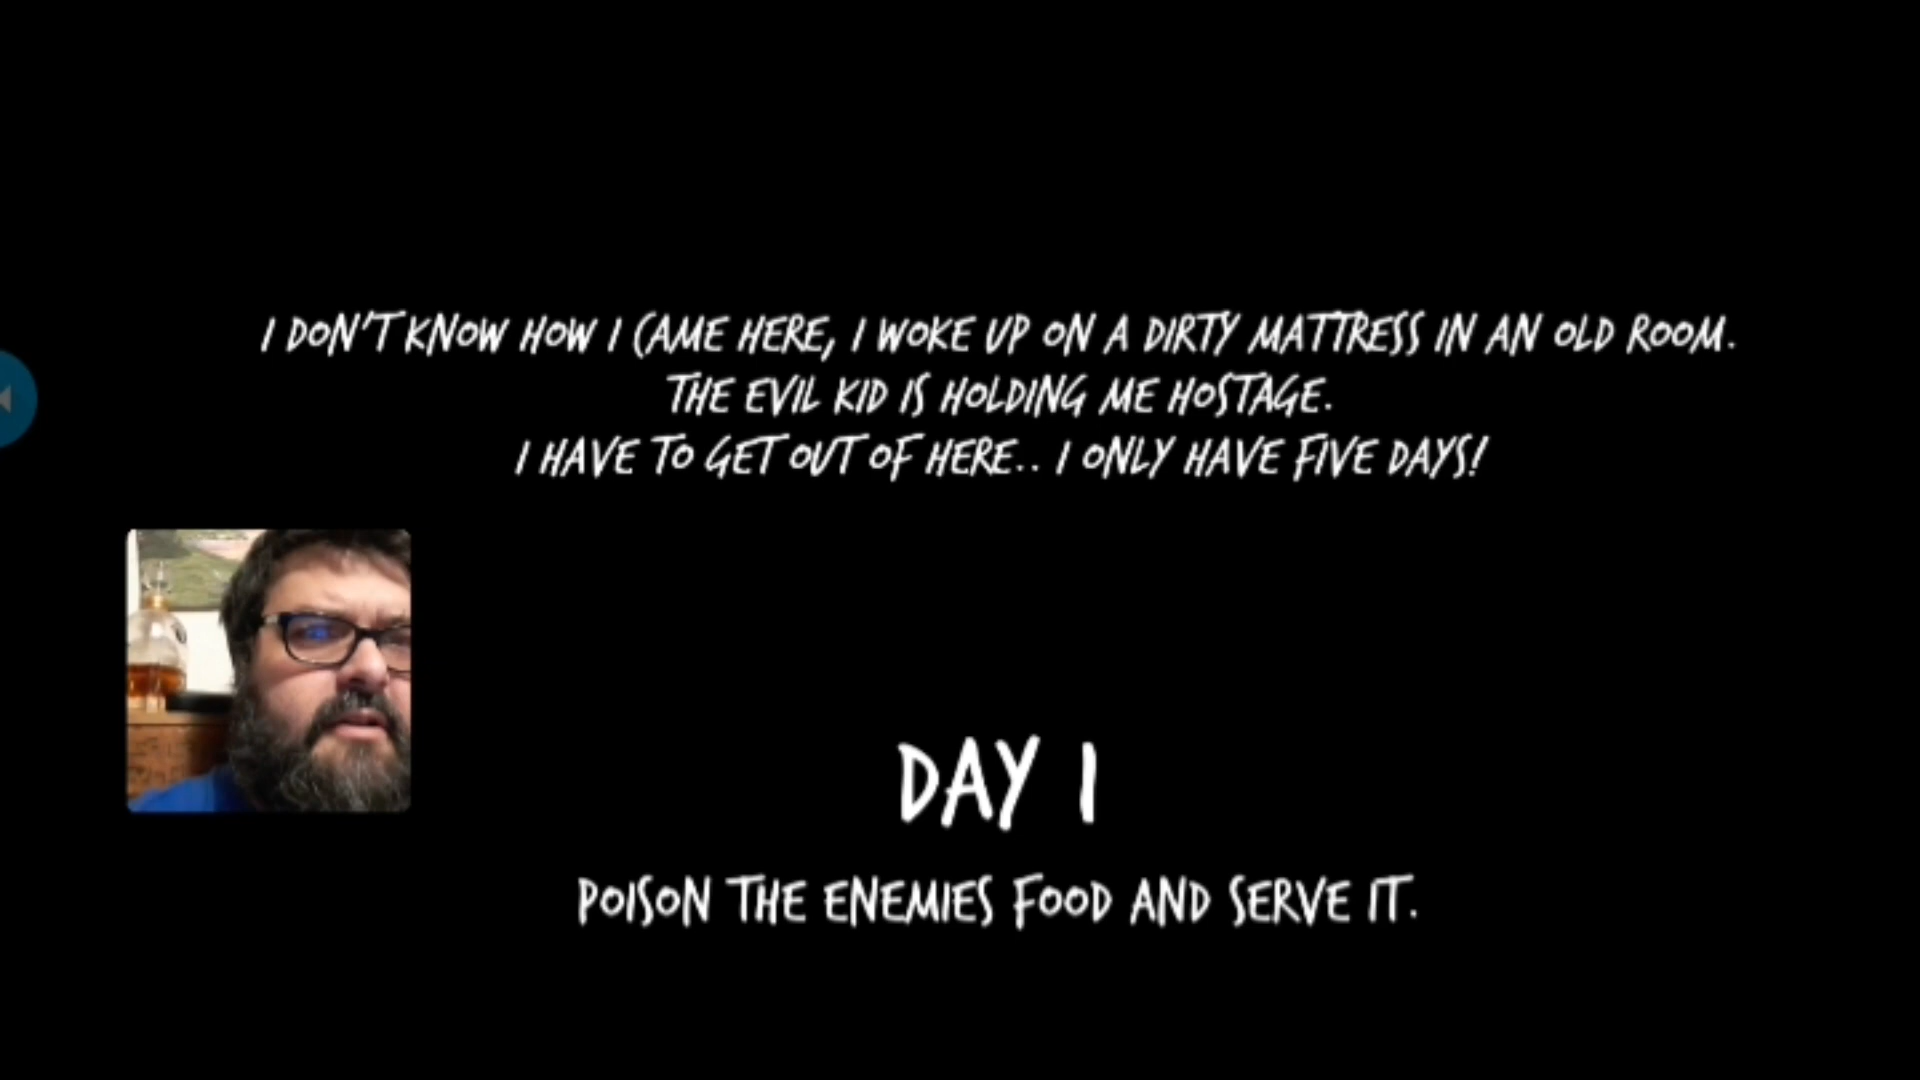 I DON'T KNOW HOW I CAME HERE, I WOKE UP ON A DIRTY MATTRESS IN AN OLD ROOM.
THE EVIL KID IS HOLDING ME HOSTAGE.
I HAVE TO GET OUT OF HERE.. I ONLY HAVE FIVE DAYS!
DAY 1
POISON THE ENEMIES FOOD AND SERVE IT.